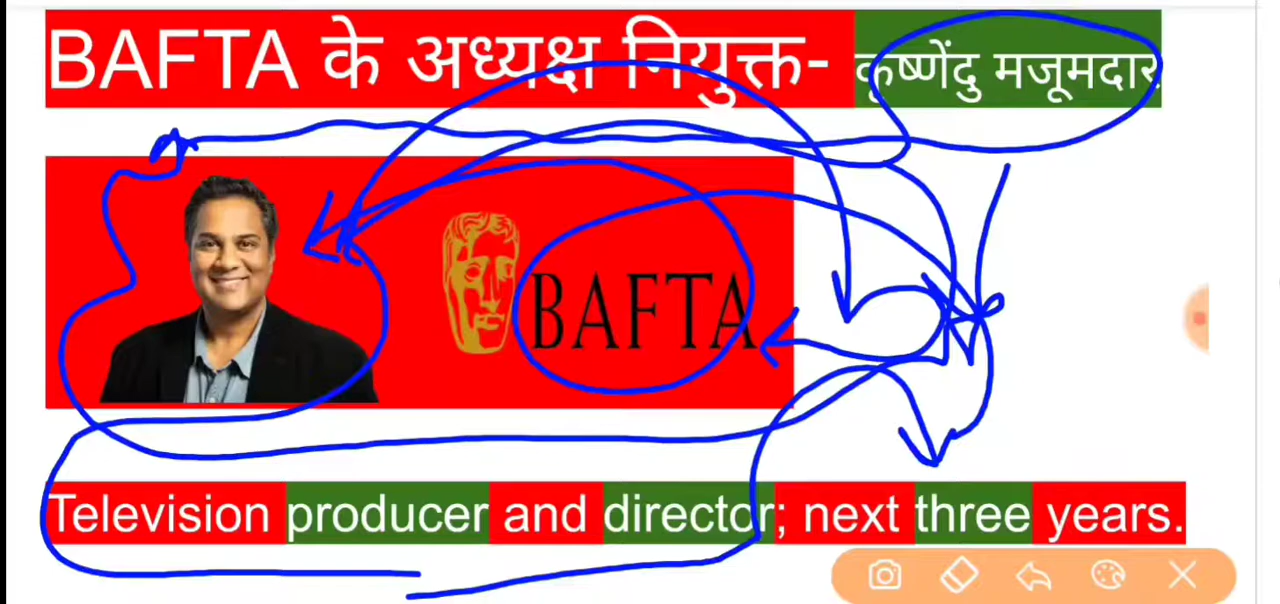 BAFTA के अध्यक्ष नियुक्त- कृष्णेंदु मजूमदार
BAFTA
Television producer and director; next three years.